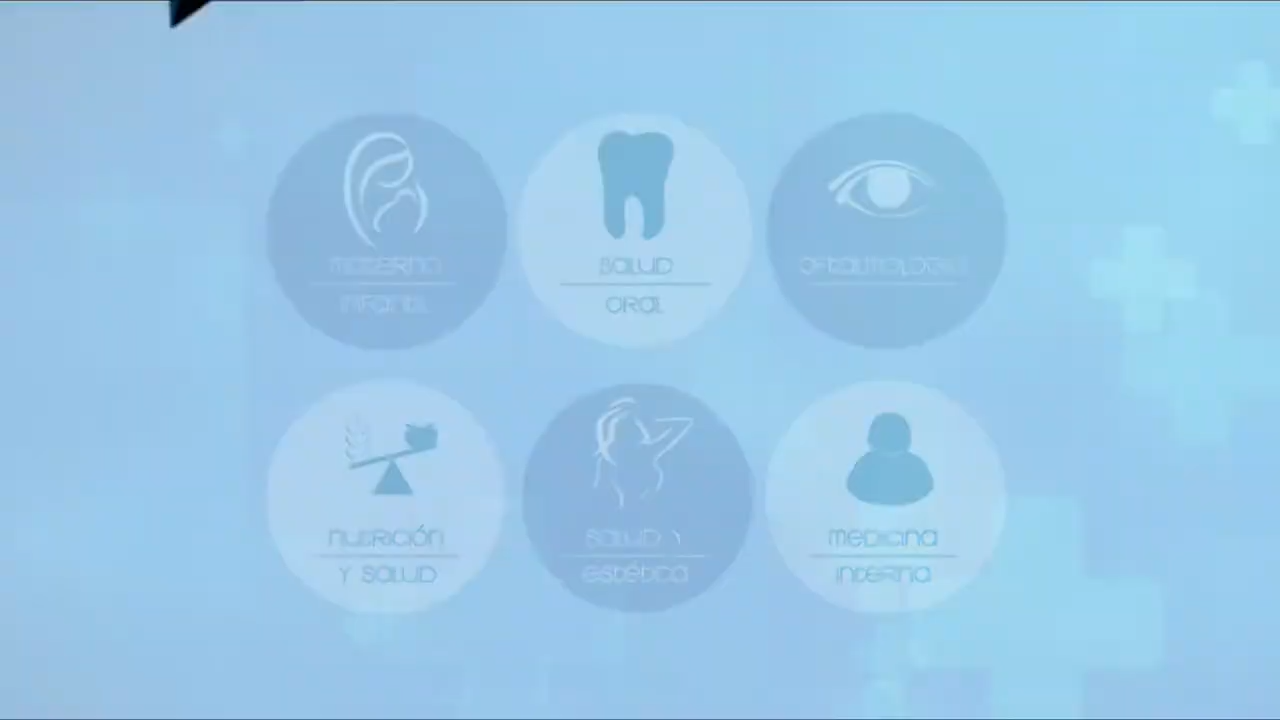 materno
infantil
salud
oral
oftalmología
nutrición
y salud
salud y
estética
medicina
interna